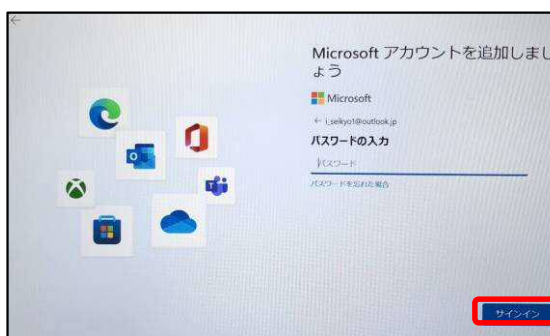 ←
Microsoft アカウントを追加しまし
ょう
Microsoft
← i_seikyo1@outlook.jp
パスワードの入力
パスワード
パスワードを忘れた場合
サインイン